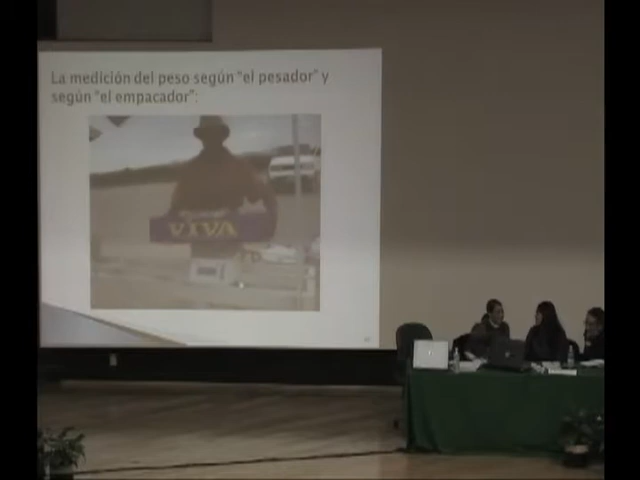 La medición del peso según "el pesador" y
según "el empacador":
VIVA